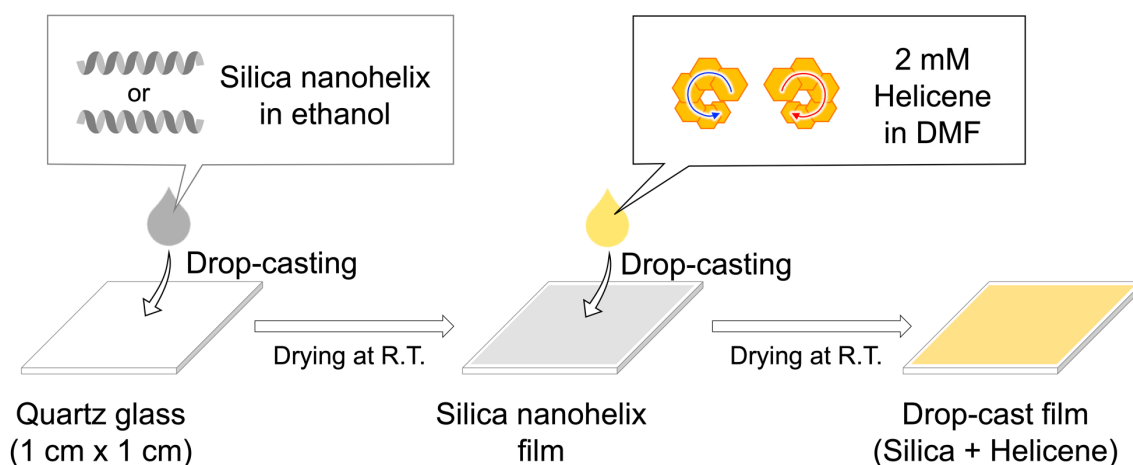 or
Silica nanohelix
in ethanol
2 mM
Helicene
in DMF
Drop-casting
Drop-casting
Drying at R.T.
Drying at R.T.
Quartz glass
(1 cm x 1 cm)
Silica nanohelix
film
Drop-cast film
(Silica + Helicene)